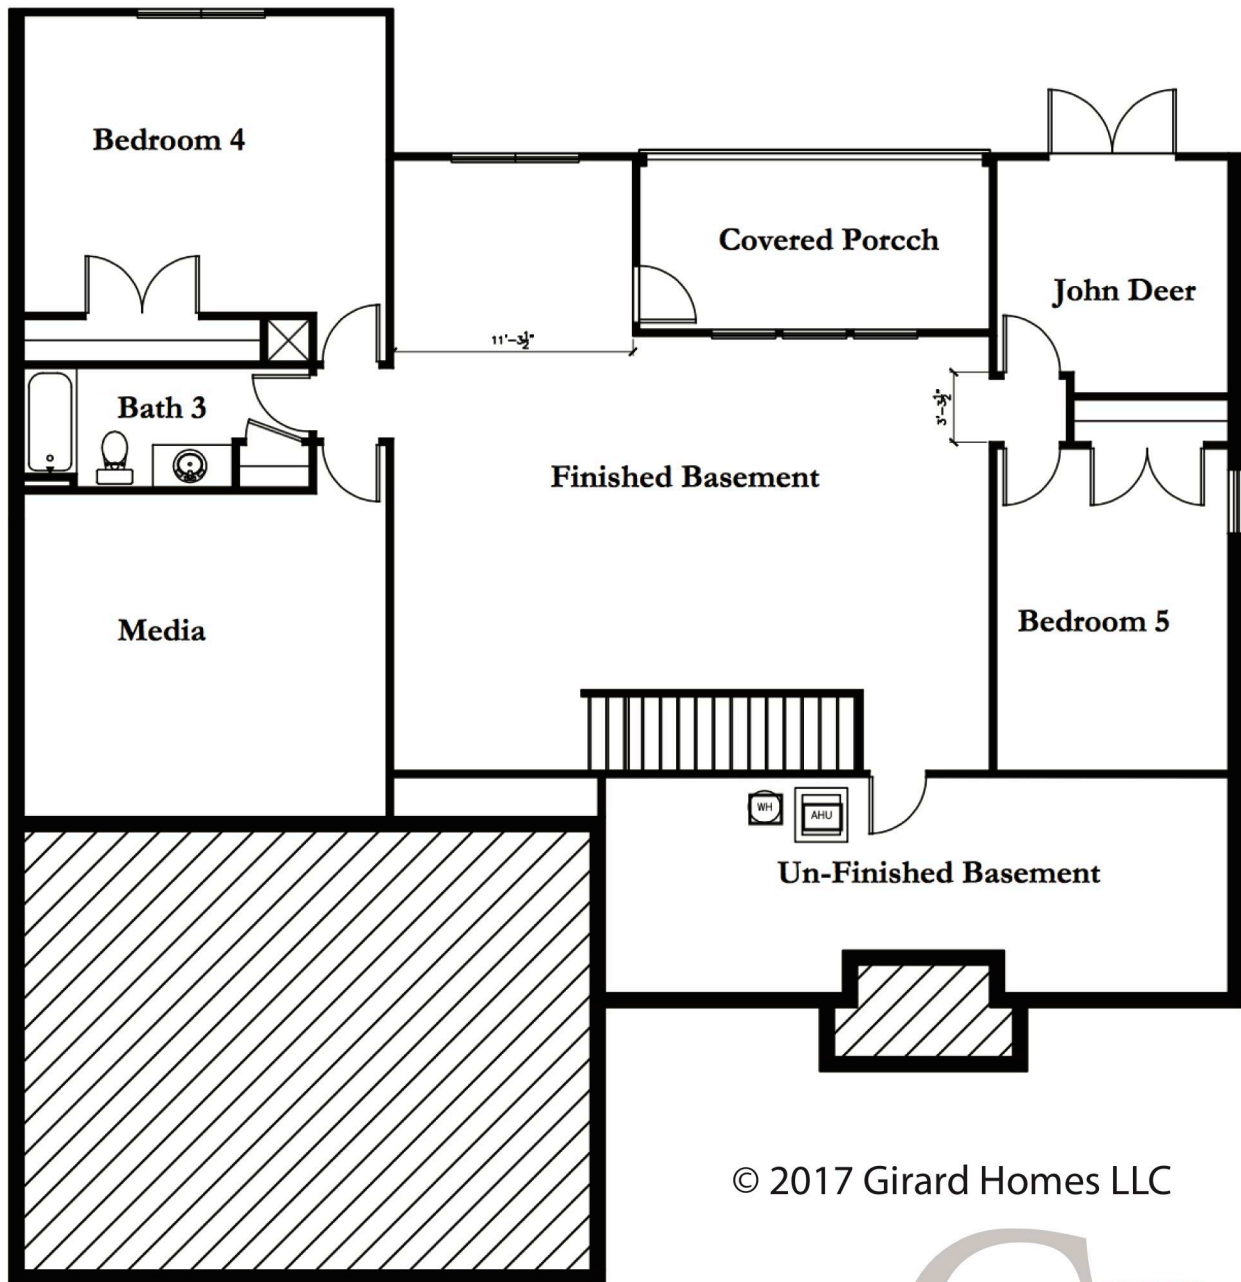 Bedroom 4
Covered Porcch
John Deer
11'-3½"
3'-3½"
Bath 3
Finished Basement
Bedroom 5
Media
WH
AHU
Un-Finished Basement
© 2017 Girard Homes LLC
G